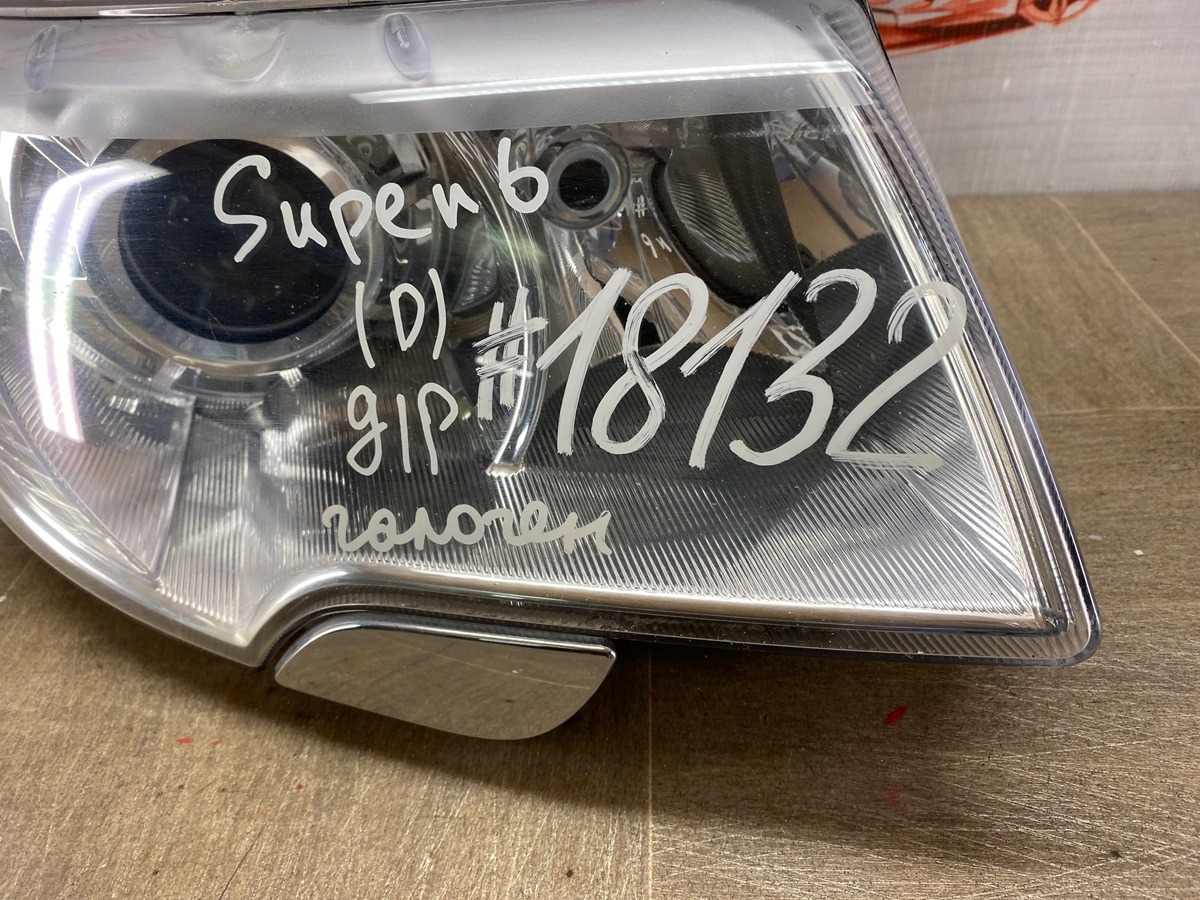 Superb
(D)
g/p
#18132
галоген